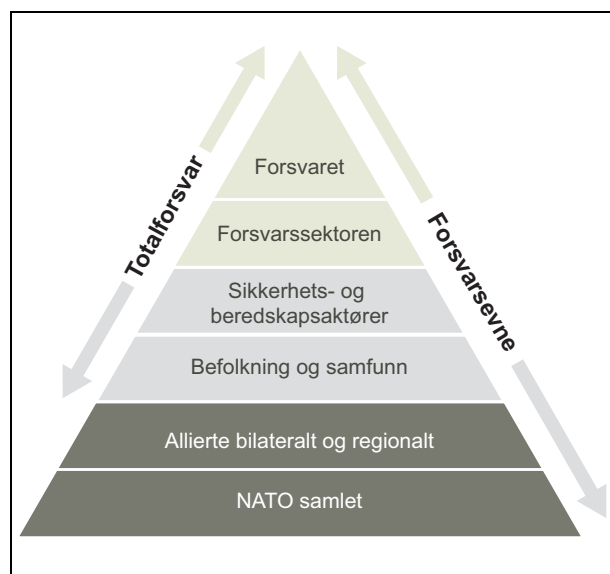 Totalforsvar
Forsvarsevne
Forsvaret
Forsvarssektoren
Sikkerhets- og
beredskapsaktører
Befolkning og samfunn
Allierte bilateralt og regionalt
NATO samlet